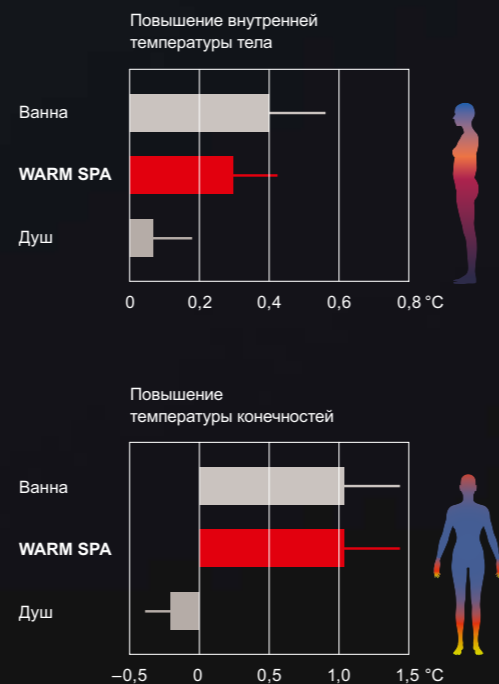 Повышение внутренней
температуры тела
Ванна
WARM SPA
Душ
0 0,2 0,4 0,6 0,8 °C
Повышение
температуры конечностей
Ванна
WARM SPA
Душ
–0,5 0 0,5 1,0 1,5 °C